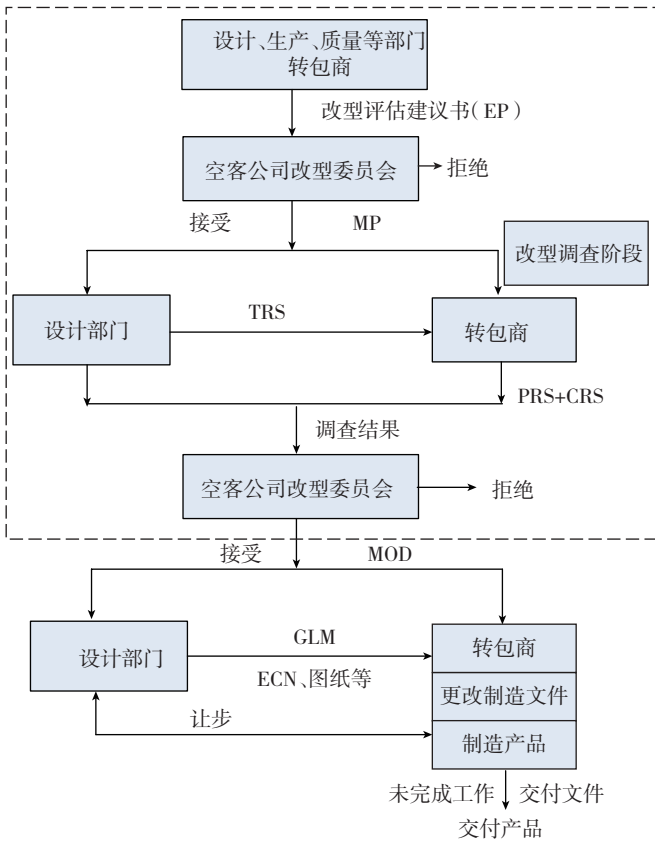 设计、生产、质量等部门
转包商
改型评估建议书（EP）
空客公司改型委员会
拒绝
接受
MP
改型调查阶段
设计部门
TRS
转包商
PRS+CRS
调查结果
空客公司改型委员会
拒绝
接受
MOD
设计部门
GLM
ECN、图纸等
转包商
更改制造文件
让步
制造产品
未完成工作
交付文件
交付产品